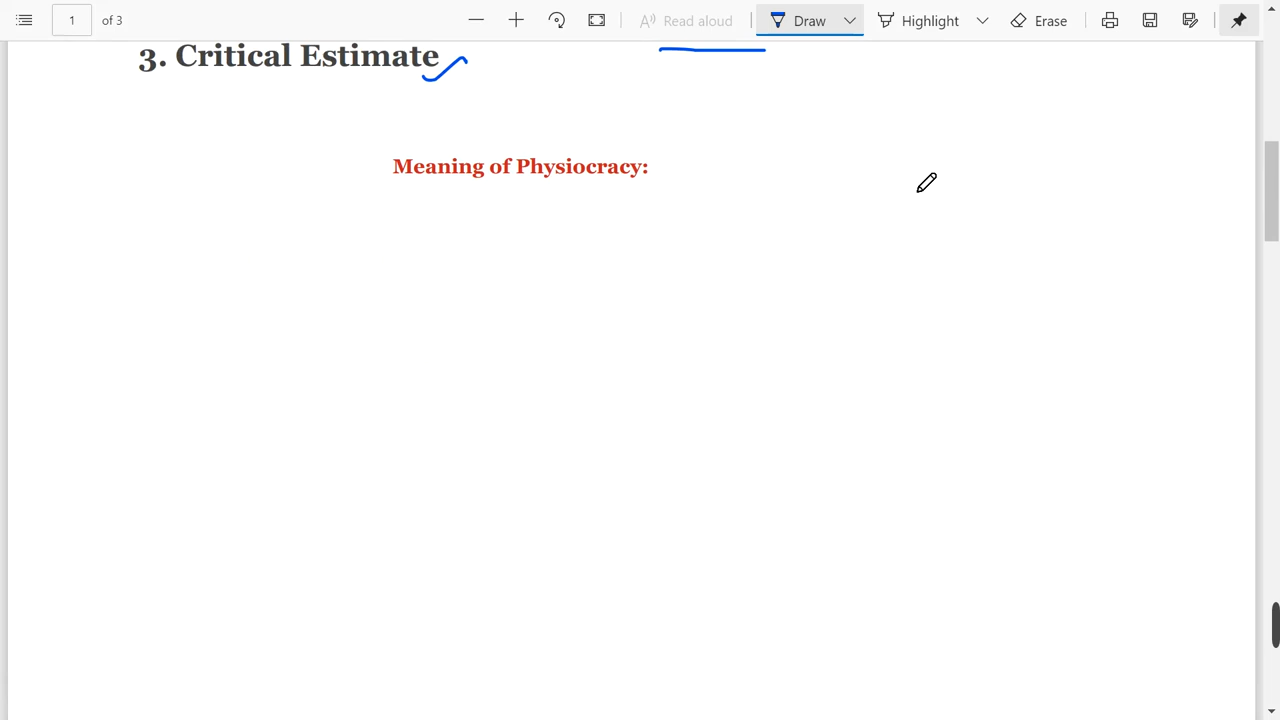 1 of 3 Read aloud Draw Highlight Erase
3. Critical Estimate
Meaning of Physiocracy: